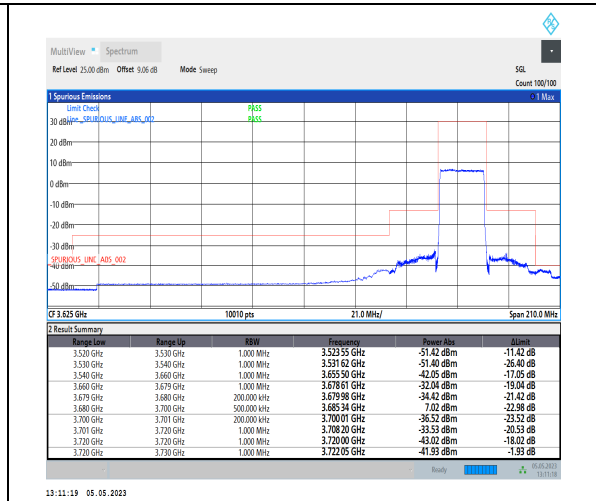 MultiView Spectrum
Ref Level 25.00 dBm Offset 9.06 dB Mode Sweep SGL
Count 100/100
1 Spurious Emissions 1 Max
Limit Check PASS
30 dBm Line _SPURIOUS_LINE_ABS_002 PASS
20 dBm
10 dBm
0 dBm
-10 dBm
-20 dBm
-30 dBm
_SPURIOUS_LINE_ABS_002
-40 dBm
-50 dBm
CF 3.625 GHz 10010 pts 21.0 MHz/ Span 210.0 MHz
2 Result Summary
Range Low Range Up RBW Frequency Power Abs ΔLimit
3.520 GHz 3.530 GHz 1.000 MHz 3.52355 GHz -51.42 dBm -11.42 dB
3.530 GHz 3.540 GHz 1.000 MHz 3.53162 GHz -51.40 dBm -26.40 dB
3.540 GHz 3.660 GHz 1.000 MHz 3.65550 GHz -42.05 dBm -17.05 dB
3.660 GHz 3.679 GHz 1.000 MHz 3.67861 GHz -32.04 dBm -19.04 dB
3.679 GHz 3.680 GHz 200.000 kHz 3.67998 GHz -34.42 dBm -21.42 dB
3.680 GHz 3.700 GHz 500.000 kHz 3.68534 GHz 7.02 dBm -22.98 dB
3.700 GHz 3.701 GHz 200.000 kHz 3.70001 GHz -36.52 dBm -23.52 dB
3.701 GHz 3.720 GHz 1.000 MHz 3.70820 GHz -33.53 dBm -20.53 dB
3.720 GHz 3.720 GHz 1.000 MHz 3.72000 GHz -43.02 dBm -18.02 dB
3.720 GHz 3.730 GHz 1.000 MHz 3.72205 GHz -41.93 dBm -1.93 dB
Ready 05.05.2023
13:11:18
13:11:19 05.05.2023